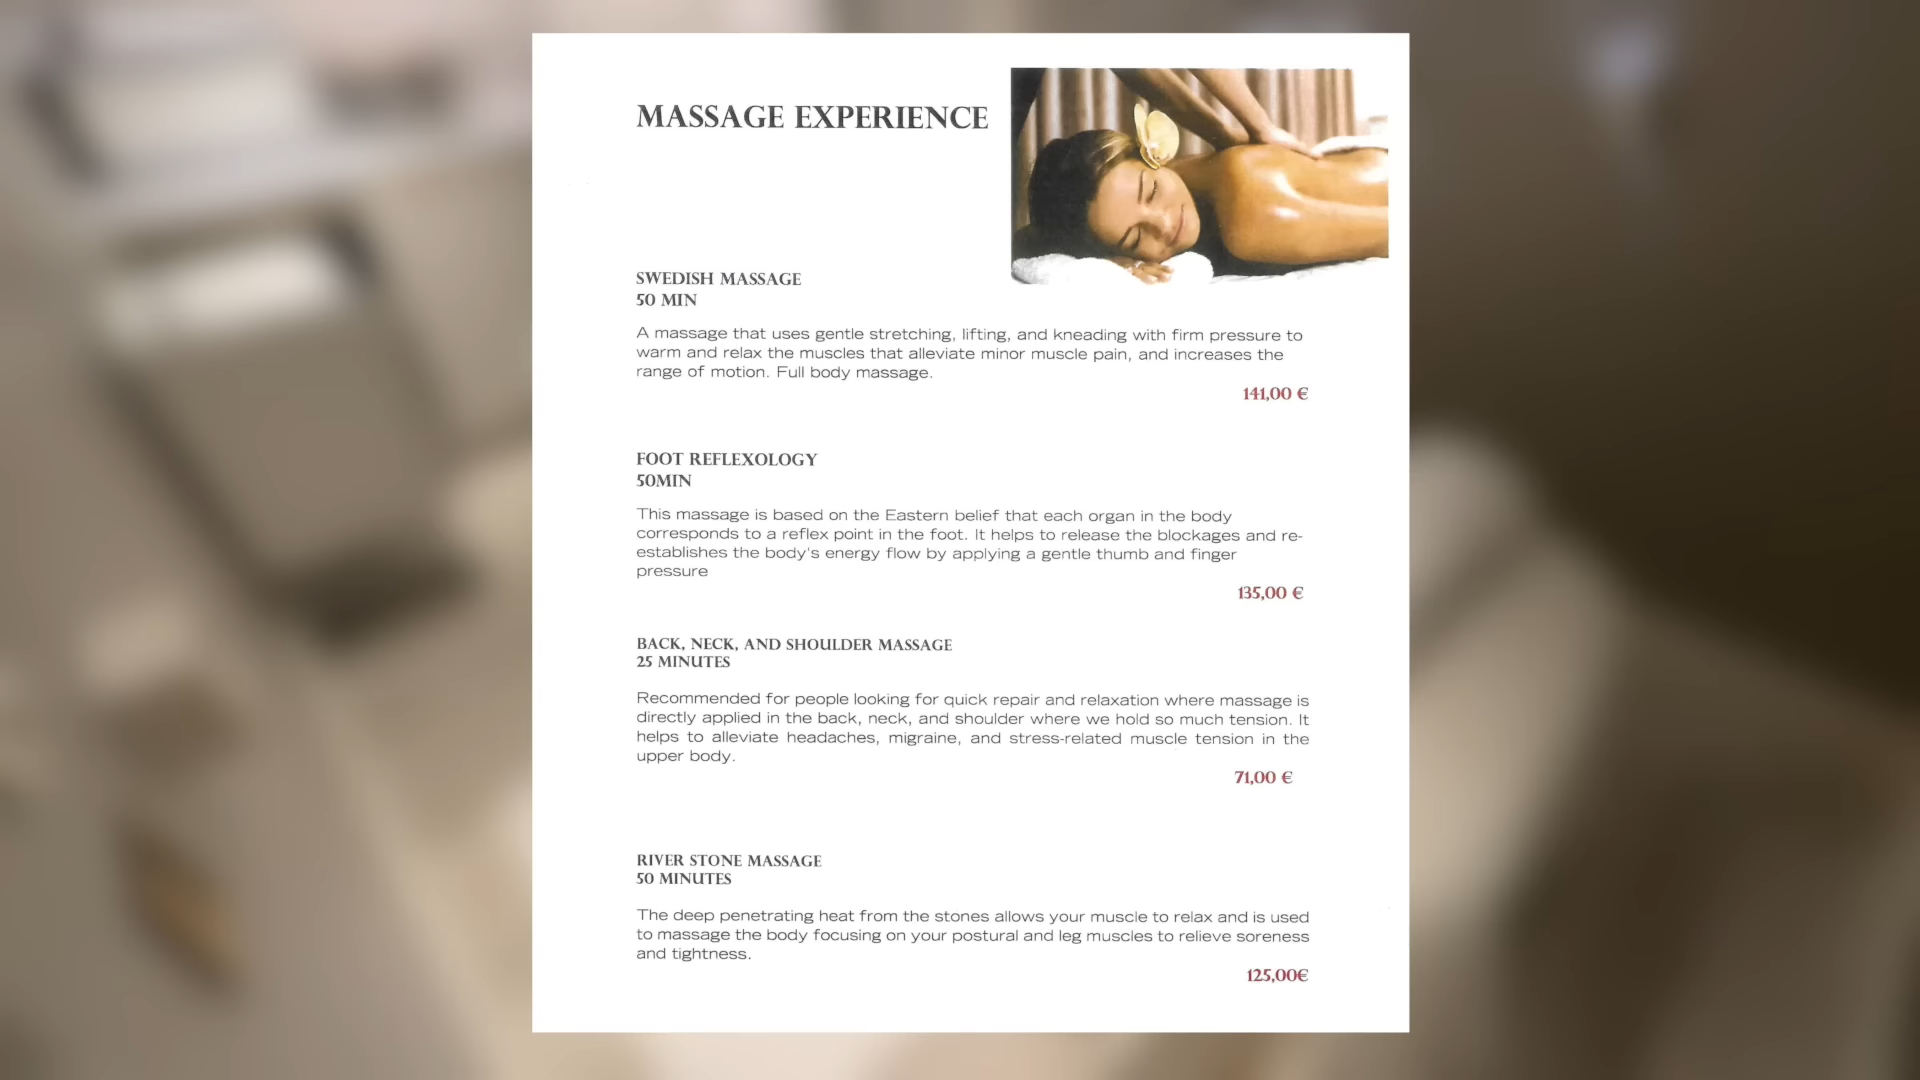 MASSAGE EXPERIENCE
SWEDISH MASSAGE
50 MIN
A massage that uses gentle stretching, lifting, and kneading with firm pressure to
warm and relax the muscles that alleviate minor muscle pain, and increases the
range of motion. Full body massage.
141,00 €
FOOT REFLEXOLOGY
50MIN
This massage is based on the Eastern belief that each organ in the body
corresponds to a reflex point in the foot. It helps to release the blockages and re-
establishes the body's energy flow by applying a gentle thumb and finger
pressure
135,00 €
BACK, NECK, AND SHOULDER MASSAGE
25 MINUTES
Recommended for people looking for quick repair and relaxation where massage is
directly applied in the back, neck, and shoulder where we hold so much tension. It
helps to alleviate headaches, migraine, and stress-related muscle tension in the
upper body.
71,00 €
RIVER STONE MASSAGE
50 MINUTES
The deep penetrating heat from the stones allows your muscle to relax and is used
to massage the body focusing on your postural and leg muscles to relieve soreness
and tightness.
125,00€